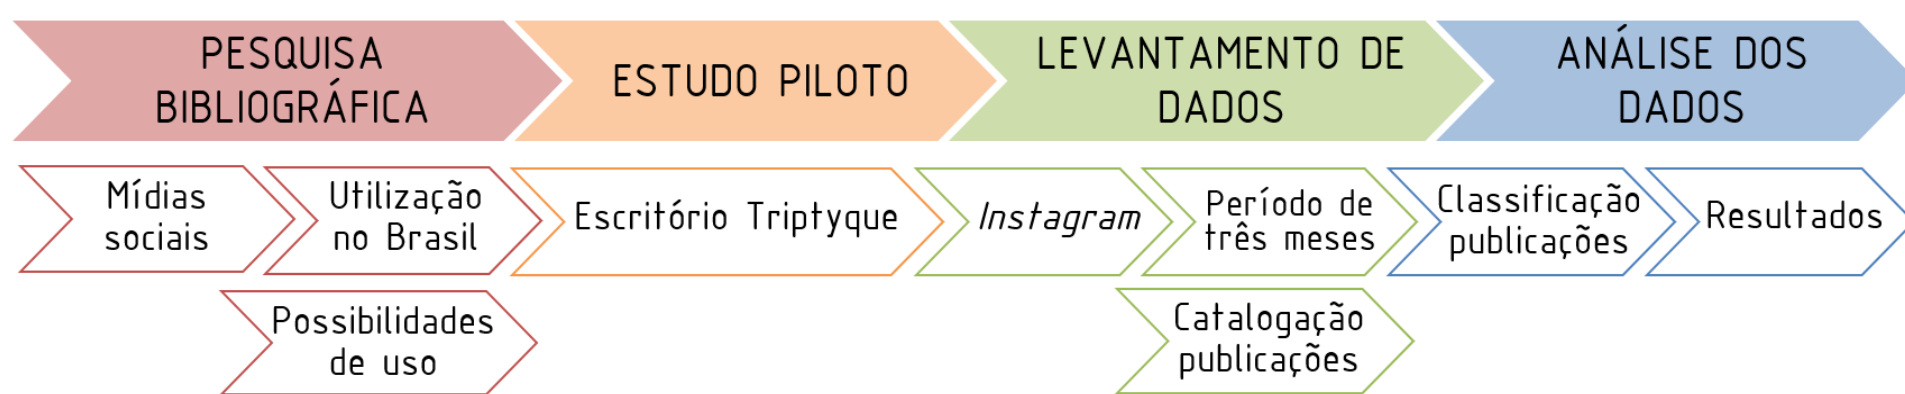 PESQUISA
BIBLIOGRÁFICA
ESTUDO PILOTO
LEVANTAMENTO DE
DADOS
ANÁLISE DOS
DADOS
Mídias
sociais
Utilização
no Brasil
Possibilidades
de uso
Escritório Triptyque
Instagram
Período de
três meses
Catalogação
publicações
Classificação
publicações
Resultados